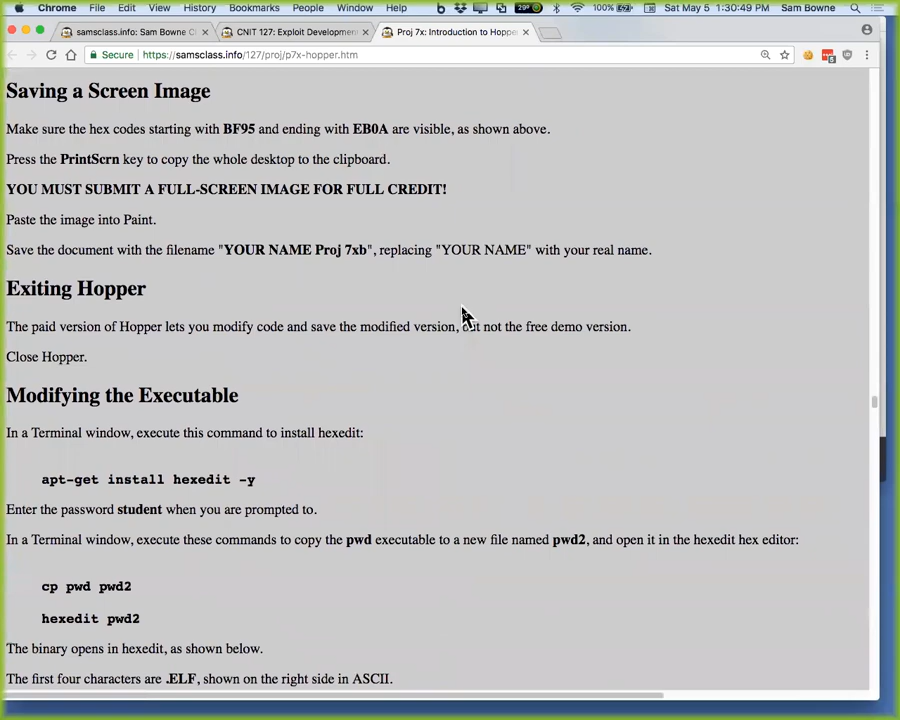 Chrome File Edit View History Bookmarks People Window Help 29° 100% Sat May 5 1:30:49 PM Sam Bowne
samsclass.info: Sam Bowne C CNIT 127: Exploit Developmen Proj 7x: Introduction to Hoppe
Secure https://samsclass.info/127/proj/p7x-hopper.htm
Saving a Screen Image
Make sure the hex codes starting with BF95 and ending with EB0A are visible, as shown above.
Press the PrintScrn key to copy the whole desktop to the clipboard.
YOU MUST SUBMIT A FULL-SCREEN IMAGE FOR FULL CREDIT!
Paste the image into Paint.
Save the document with the filename "YOUR NAME Proj 7xb", replacing "YOUR NAME" with your real name.
Exiting Hopper
The paid version of Hopper lets you modify code and save the modified version, but not the free demo version.
Close Hopper.
Modifying the Executable
In a Terminal window, execute this command to install hexedit:
apt-get install hexedit -y
Enter the password student when you are prompted to.
In a Terminal window, execute these commands to copy the pwd executable to a new file named pwd2, and open it in the hexedit hex editor:
cp pwd pwd2
hexedit pwd2
The binary opens in hexedit, as shown below.
The first four characters are .ELF, shown on the right side in ASCII.